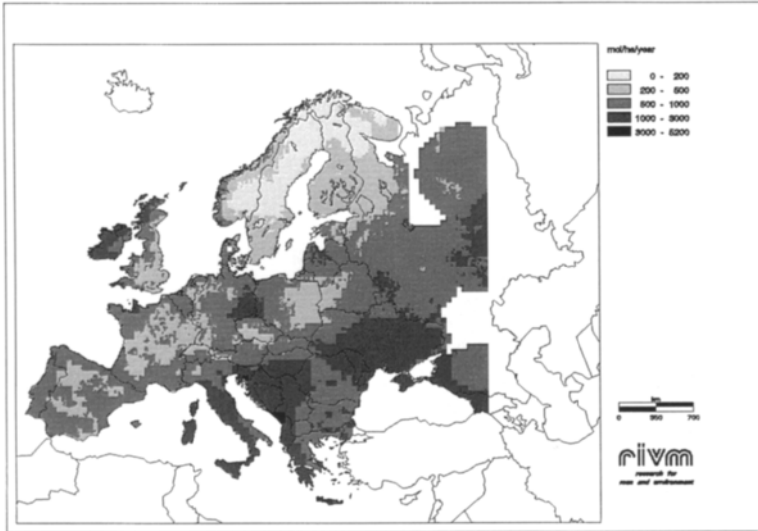 mol/ha/year
0 - 200
200 - 500
500 - 1000
1000 - 3000
3000 - 5200
km
0 350 700
rivm
research for
man and environment